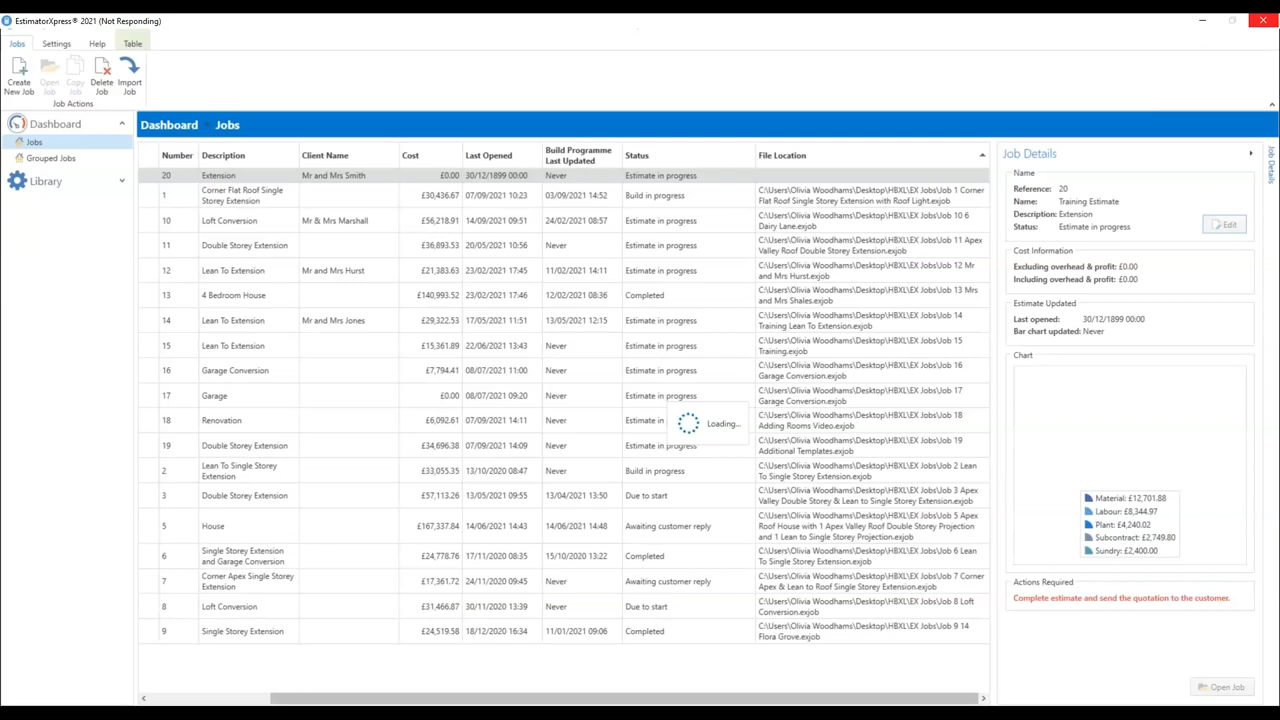 EstimatorXpress® 2021 (Not Responding)
Jobs Settings Help Table
Create New Job
Open Job
Copy Job
Delete Job
Import Job
Job Actions
Dashboard
Jobs
Grouped Jobs
Library
Dashboard Jobs
Number Description Client Name Cost Last Opened Build Programme Last Updated Status File Location
20 Extension Mr and Mrs Smith £0.00 30/12/1899 00:00 Never Estimate in progress
1 Corner Flat Roof Single Storey Extension £30,436.67 07/09/2021 10:23 03/09/2021 14:52 Build in progress C:\Users\Olivia Woodhams\Desktop\HBXL\EX Jobs\Job 1 Corner Flat Roof Single Storey Extension with Roof Light.exjob
10 Loft Conversion Mr & Mrs Marshall £56,218.91 14/09/2021 09:51 24/02/2021 08:57 Estimate in progress C:\Users\Olivia Woodhams\Desktop\HBXL\EX Jobs\Job 10 6 Dairy Lane.exjob
11 Double Storey Extension £36,893.53 20/05/2021 10:56 Never Estimate in progress C:\Users\Olivia Woodhams\Desktop\HBXL\EX Jobs\Job 11 Apex Valley Roof Double Storey Extension.exjob
12 Lean To Extension Mr and Mrs Hurst £21,383.63 23/02/2021 17:45 11/02/2021 14:11 Estimate in progress C:\Users\Olivia Woodhams\Desktop\HBXL\EX Jobs\Job 12 Mr and Mrs Hurst.exjob
13 4 Bedroom House £140,993.52 23/02/2021 17:46 12/02/2021 08:36 Completed C:\Users\Olivia Woodhams\Desktop\HBXL\EX Jobs\Job 13 Mrs and Mrs Shales.exjob
14 Lean To Extension Mr and Mrs Jones £29,322.53 17/05/2021 11:51 13/05/2021 12:15 Estimate in progress C:\Users\Olivia Woodhams\Desktop\HBXL\EX Jobs\Job 14 Training Lean To Extension.exjob
15 Lean To Extension £15,361.89 22/06/2021 13:43 Never Estimate in progress C:\Users\Olivia Woodhams\Desktop\HBXL\EX Jobs\Job 15 Training.exjob
16 Garage Conversion £7,794.41 08/07/2021 11:00 Never Estimate in progress C:\Users\Olivia Woodhams\Desktop\HBXL\EX Jobs\Job 16 Garage Conversion.exjob
17 Garage £0.00 08/07/2021 09:20 Never Estimate in progress C:\Users\Olivia Woodhams\Desktop\HBXL\EX Jobs\Job 17 Garage Conversion.exjob
18 Renovation £6,092.61 07/09/2021 14:11 Never Estimate in C:\Users\Olivia Woodhams\Desktop\HBXL\EX Jobs\Job 18 Adding Rooms Video.exjob
Loading...
19 Double Storey Extension £34,696.38 07/09/2021 14:09 Never Estimate in progress C:\Users\Olivia Woodhams\Desktop\HBXL\EX Jobs\Job 19 Additional Templates.exjob
2 Lean To Single Storey Extension £33,055.35 13/10/2020 08:47 Never Build in progress C:\Users\Olivia Woodhams\Desktop\HBXL\EX Jobs\Job 2 Lean To Single Storey Extension.exjob
3 Double Storey Extension £57,113.26 13/05/2021 09:55 13/04/2021 13:50 Due to start C:\Users\Olivia Woodhams\Desktop\HBXL\EX Jobs\Job 3 Apex Valley Double Storey & Lean to Single Storey Extension.exjob
5 House £167,337.84 14/06/2021 14:43 14/06/2021 14:48 Awaiting customer reply C:\Users\Olivia Woodhams\Desktop\HBXL\EX Jobs\Job 5 Apex Roof House with 1 Apex Valley Roof Double Storey Projection and 1 Lean to Single Storey Projection.exjob
6 Single Storey Extension and Garage Conversion £24,778.76 17/11/2020 08:35 15/10/2020 13:22 Completed C:\Users\Olivia Woodhams\Desktop\HBXL\EX Jobs\Job 6 Lean To Single Storey Extension.exjob
7 Corner Apex Single Storey Extension £17,361.72 24/11/2020 09:45 Never Awaiting customer reply C:\Users\Olivia Woodhams\Desktop\HBXL\EX Jobs\Job 7 Corner Apex & Lean to Single Storey Extension.exjob
8 Loft Conversion £31,466.87 30/11/2020 13:39 Never Due to start C:\Users\Olivia Woodhams\Desktop\HBXL\EX Jobs\Job 8 Loft Conversion.exjob
9 Single Storey Extension £24,519.58 18/12/2020 16:34 11/01/2021 09:06 Completed C:\Users\Olivia Woodhams\Desktop\HBXL\EX Jobs\Job 9 14 Flora Grove.exjob
Job Details
Job Details
Name
Reference: 20
Name: Training Estimate
Description: Extension
Status: Estimate in progress
Edit
Cost Information
Excluding overhead & profit: £0.00
Including overhead & profit: £0.00
Estimate Updated
Last opened: 30/12/1899 00:00
Bar chart updated: Never
Chart
Material: £12,701.88
Labour: £8,344.97
Plant: £4,240.02
Subcontract: £2,749.80
Sundry: £2,400.00
Actions Required
Complete estimate and send the quotation to the customer.
Open Job